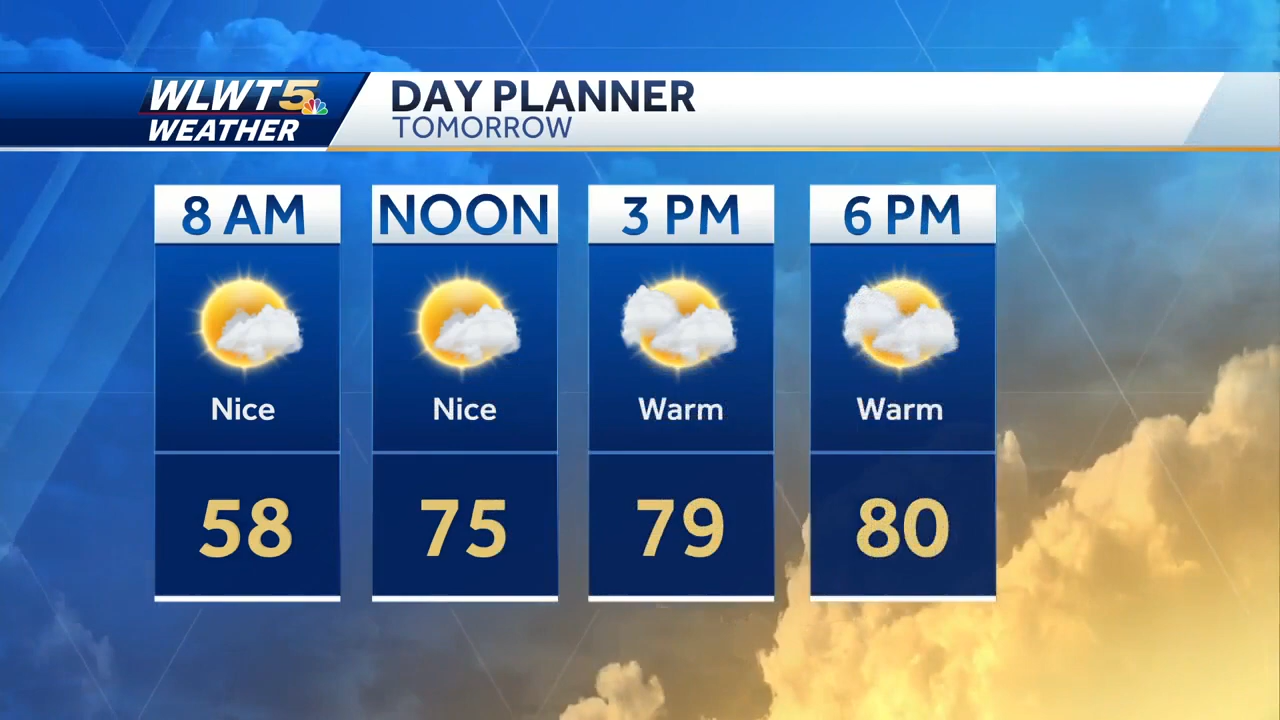 WLWT5
WEATHER
DAY PLANNER
TOMORROW
8 AM
NOON
3 PM
6 PM
Nice
Nice
Warm
Warm
58
75
79
80